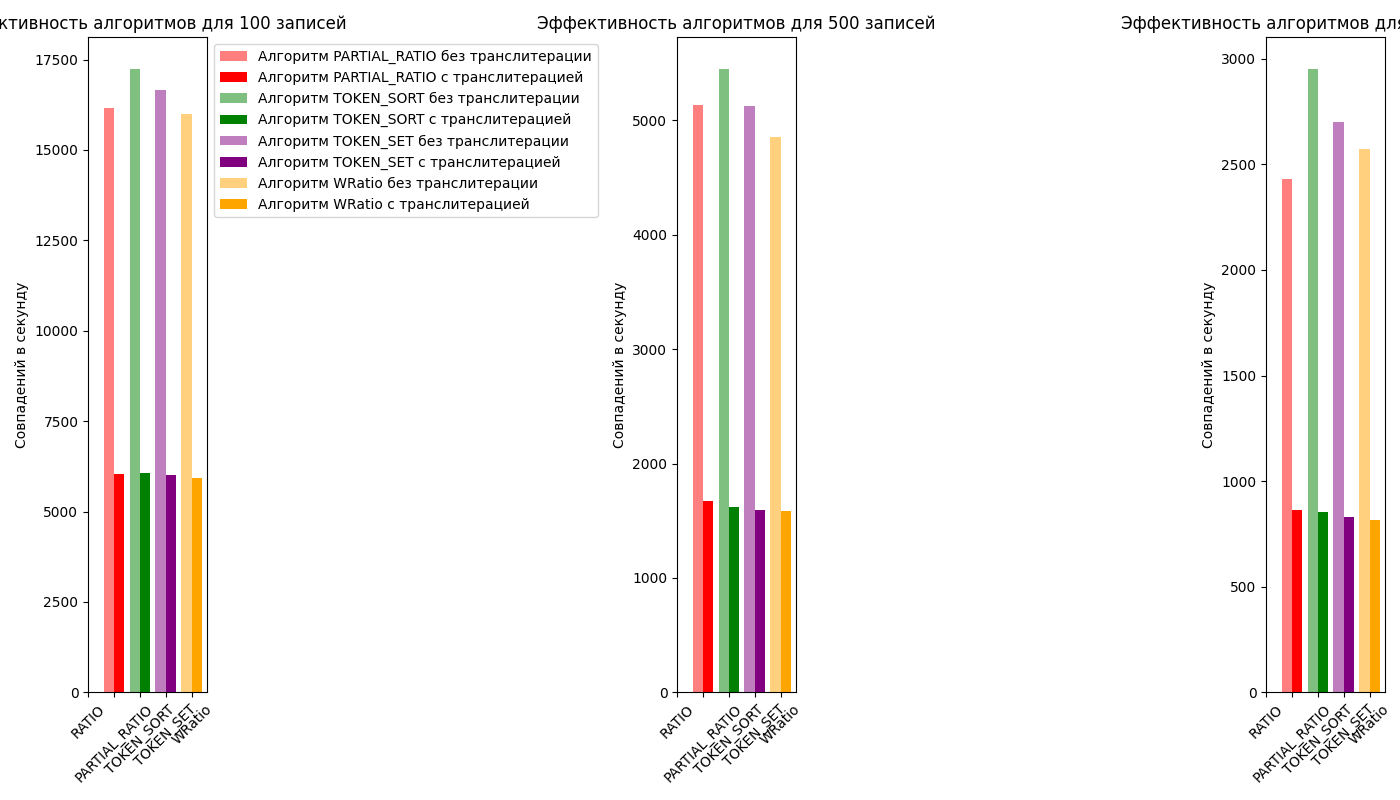 ктивность алгоритмов для 100 записей
Эффективность алгоритмов для 500 записей
Эффективность алгоритмов для
17500
15000
12500
10000
7500
5000
2500
0
Совпадений в секунду
Алгоритм PARTIAL_RATIO без транслитерации
Алгоритм PARTIAL_RATIO с транслитерацией
Алгоритм TOKEN_SORT без транслитерации
Алгоритм TOKEN_SORT с транслитерацией
Алгоритм TOKEN_SET без транслитерации
Алгоритм TOKEN_SET с транслитерацией
Алгоритм WRatio без транслитерации
Алгоритм WRatio с транслитерацией
RATIO
PARTIAL_RATIO
TOKEN_SORT
TOKEN_SET
WRatio
5000
4000
3000
2000
1000
0
Совпадений в секунду
RATIO
PARTIAL_RATIO
TOKEN_SORT
TOKEN_SET
WRatio
3000
2500
2000
1500
1000
500
0
Совпадений в секунду
RATIO
PARTIAL_RATIO
TOKEN_SORT
TOKEN_SET
WRatio